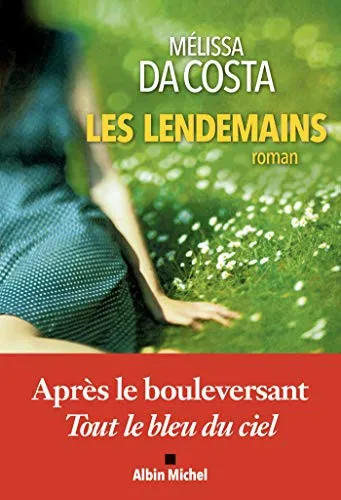 MÉLISSA
DA COSTA
LES LENDEMAINS
roman
Après le bouleversant
Tout le bleu du ciel
Albin Michel